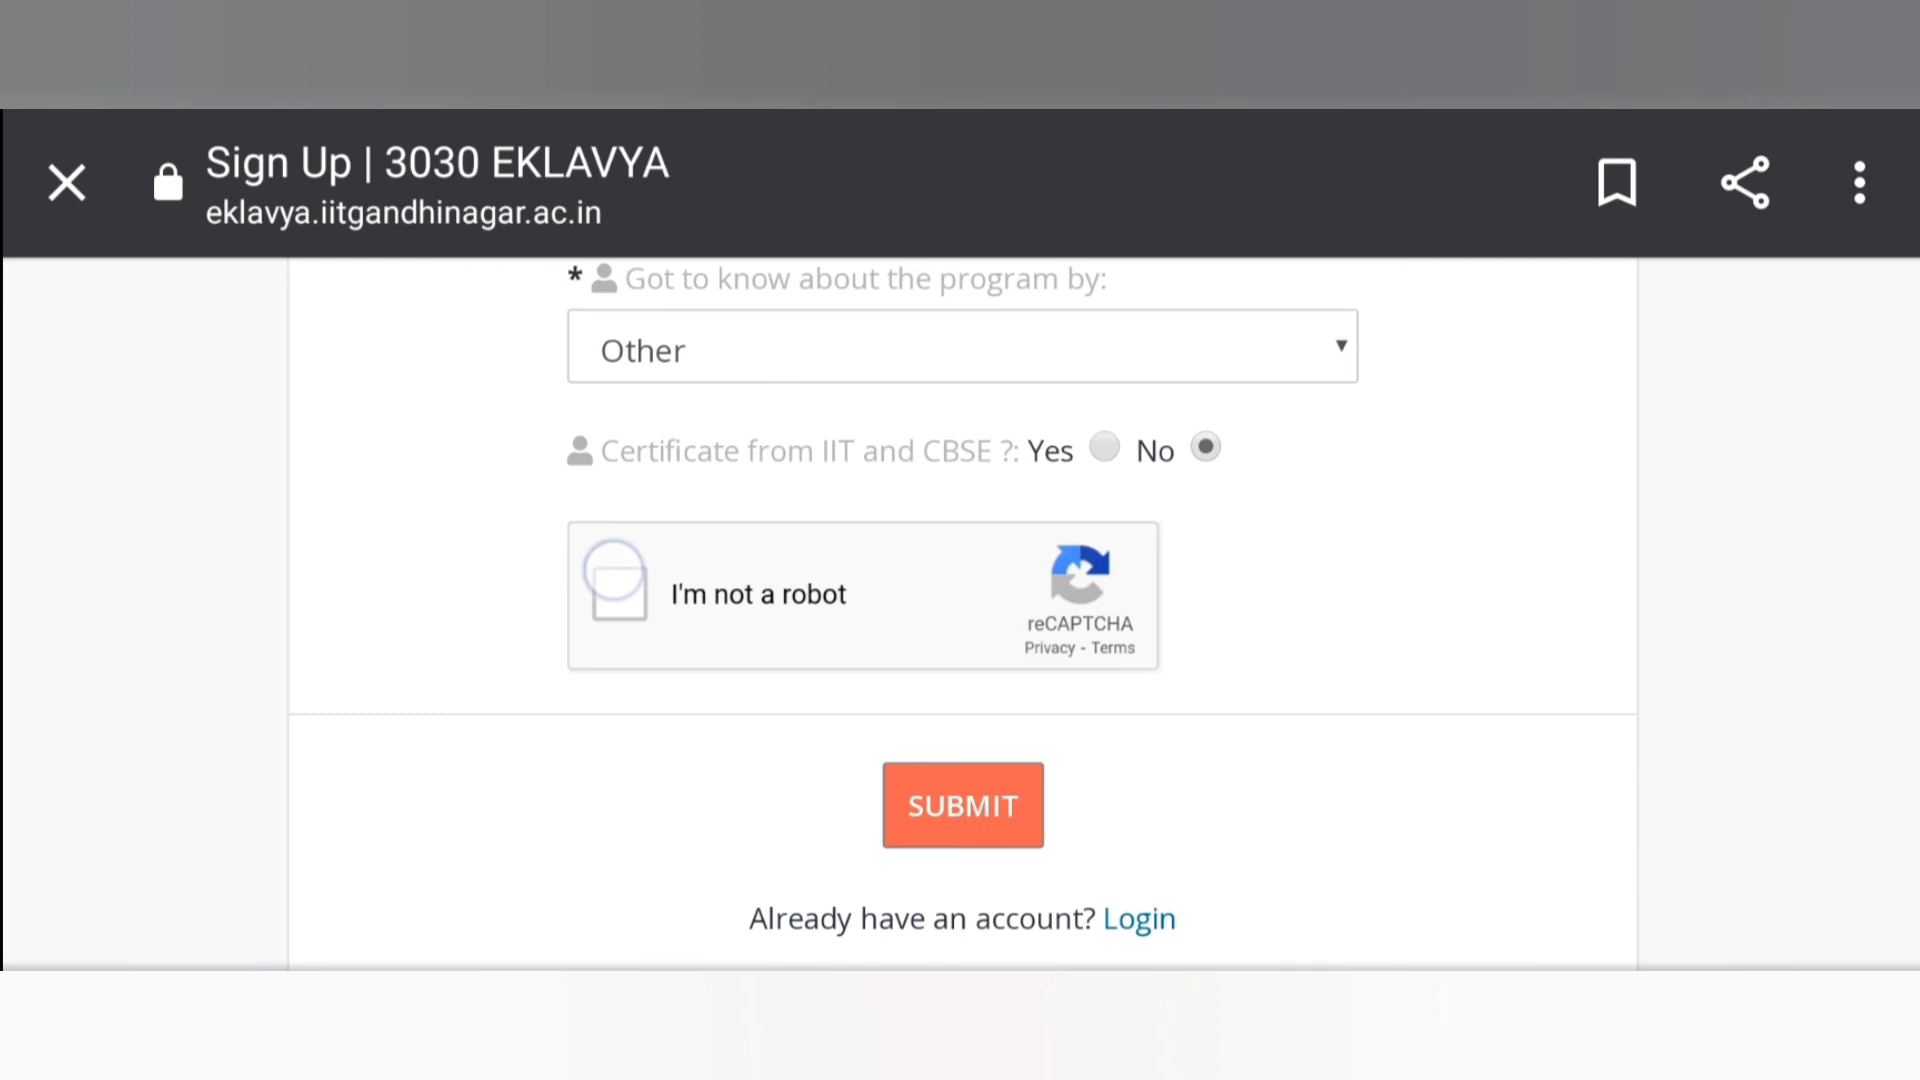 Sign Up | 3030 EKLAVYA
eklavya.iitgandhinagar.ac.in
* Got to know about the program by:
Other
Certificate from IIT and CBSE ?: Yes No
I'm not a robot
reCAPTCHA
Privacy - Terms
SUBMIT
Already have an account? Login